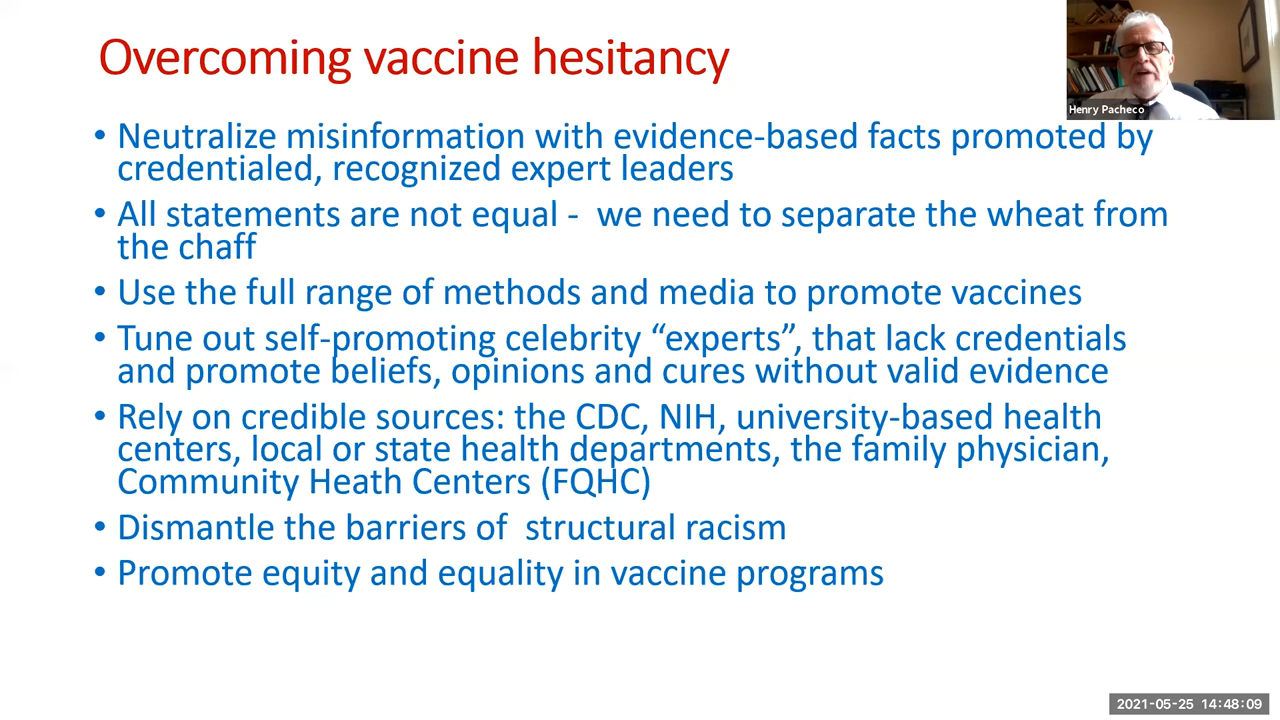 Overcoming vaccine hesitancy
Henry Pacheco
• Neutralize misinformation with evidence-based facts promoted by
credentialed, recognized expert leaders
• All statements are not equal -  we need to separate the wheat from
the chaff
• Use the full range of methods and media to promote vaccines
• Tune out self-promoting celebrity “experts”, that lack credentials
and promote beliefs, opinions and cures without valid evidence
• Rely on credible sources: the CDC, NIH, university-based health
centers, local or state health departments, the family physician,
Community Heath Centers (FQHC)
• Dismantle the barriers of  structural racism
• Promote equity and equality in vaccine programs
2021-05-25 14:48:09